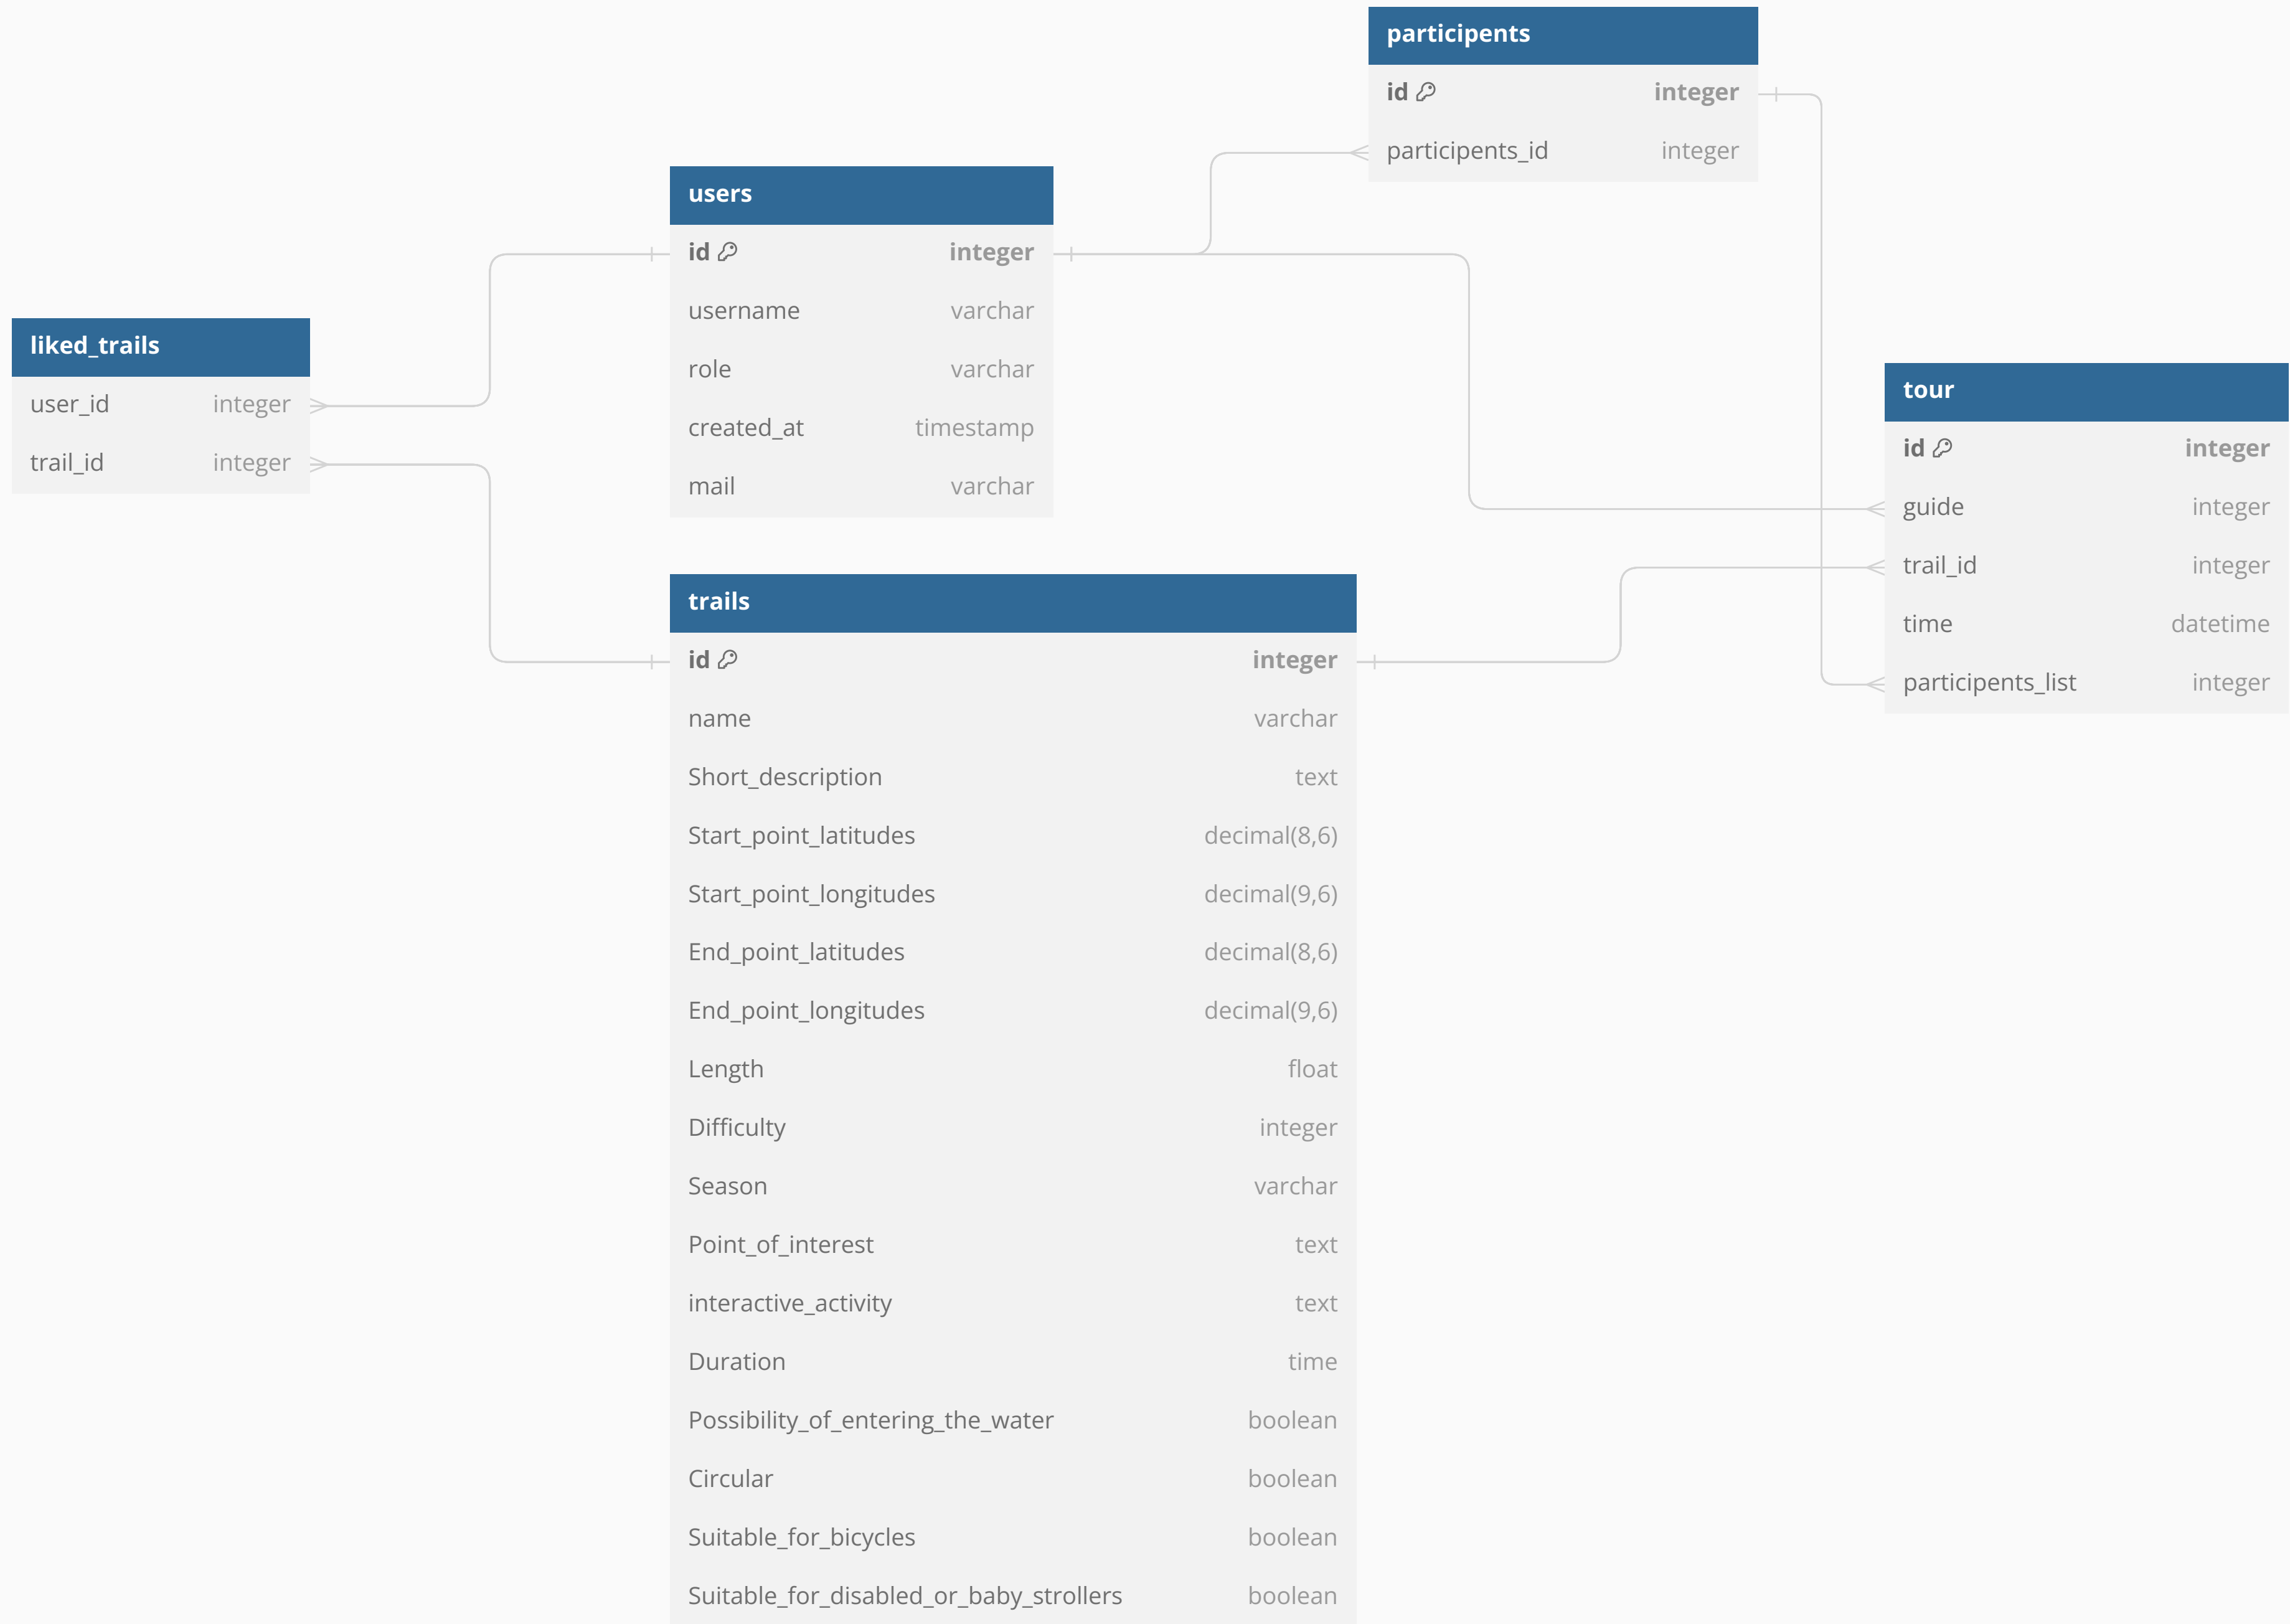 participents
id integer
participents_id integer
users
id integer
username varchar
role varchar
created_at timestamp
mail varchar
liked_trails
user_id integer
trail_id integer
tour
id integer
guide integer
trail_id integer
time datetime
participents_list integer
trails
id integer
name varchar
Short_description text
Start_point_latitudes decimal(8,6)
Start_point_longitudes decimal(9,6)
End_point_latitudes decimal(8,6)
End_point_longitudes decimal(9,6)
Length float
Difficulty integer
Season varchar
Point_of_interest text
interactive_activity text
Duration time
Possibility_of_entering_the_water boolean
Circular boolean
Suitable_for_bicycles boolean
Suitable_for_disabled_or_baby_strollers boolean